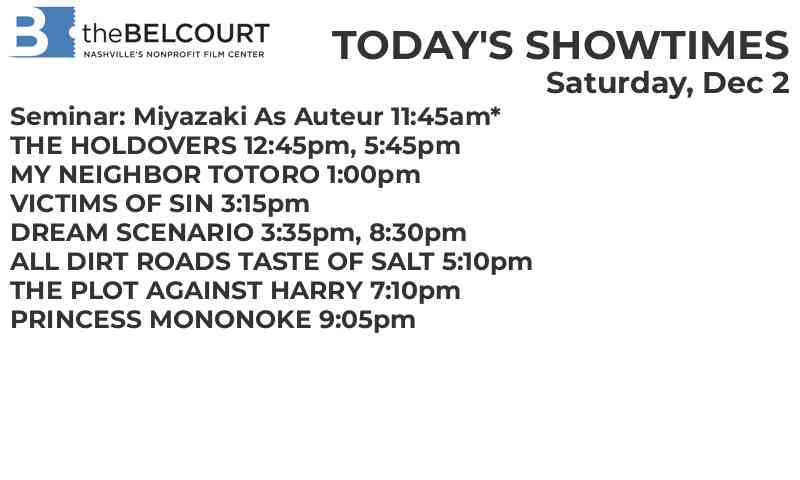 B theBELCOURT
NASHVILLE'S NONPROFIT FILM CENTER
TODAY'S SHOWTIMES
Saturday, Dec 2
Seminar: Miyazaki As Auteur 11:45am*
THE HOLDOVERS 12:45pm, 5:45pm
MY NEIGHBOR TOTORO 1:00pm
VICTIMS OF SIN 3:15pm
DREAM SCENARIO 3:35pm, 8:30pm
ALL DIRT ROADS TASTE OF SALT 5:10pm
THE PLOT AGAINST HARRY 7:10pm
PRINCESS MONONOKE 9:05pm